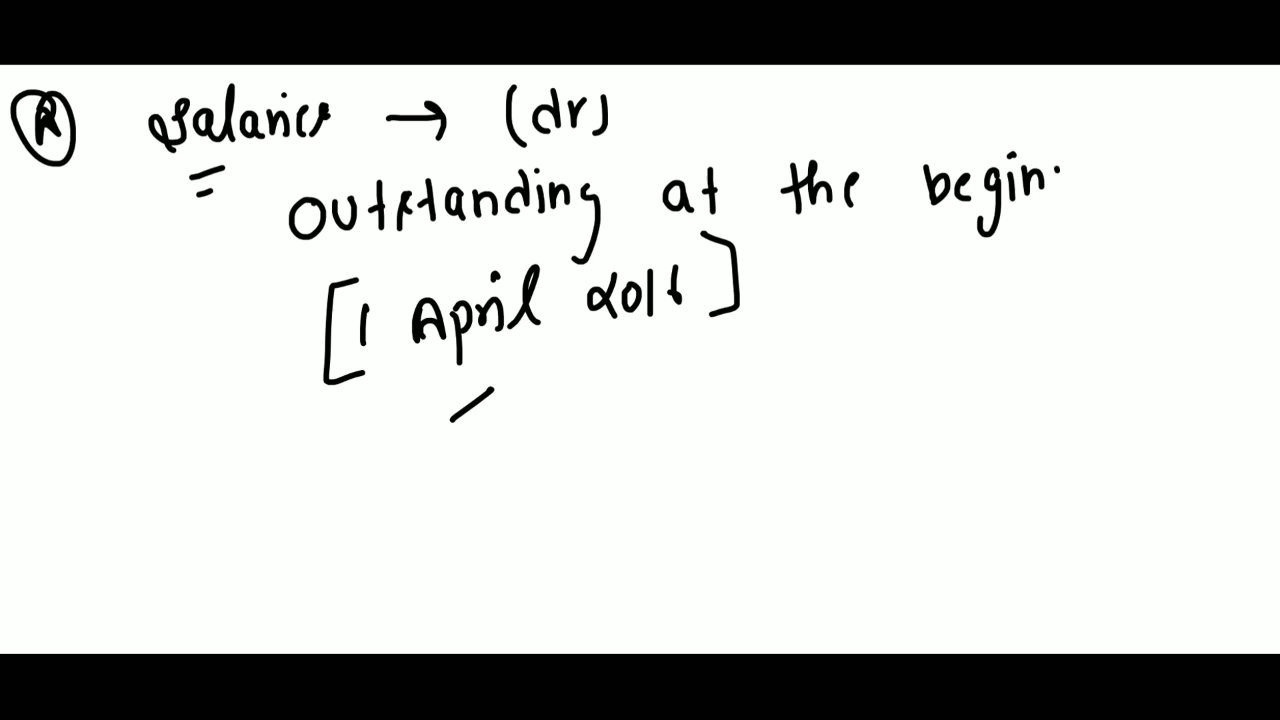 Ⓐ Salaries → (dr)
Outstanding at the begin.
[1 April 2016]